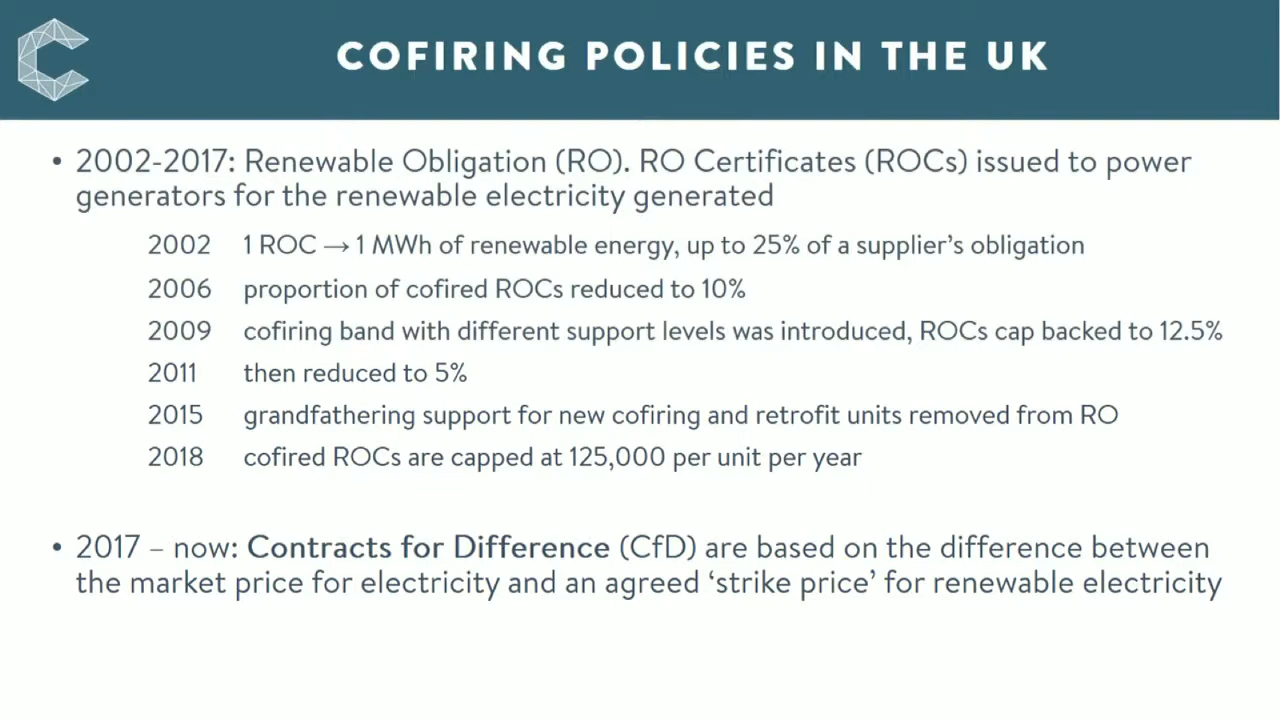 COFIRING POLICIES IN THE UK
• 2002-2017: Renewable Obligation (RO). RO Certificates (ROCs) issued to power
generators for the renewable electricity generated
2002 1 ROC → 1 MWh of renewable energy, up to 25% of a supplier’s obligation
2006 proportion of cofired ROCs reduced to 10%
2009 cofiring band with different support levels was introduced, ROCs cap backed to 12.5%
2011 then reduced to 5%
2015 grandfathering support for new cofiring and retrofit units removed from RO
2018 cofired ROCs are capped at 125,000 per unit per year
• 2017 – now: Contracts for Difference (CfD) are based on the difference between
the market price for electricity and an agreed ‘strike price’ for renewable electricity